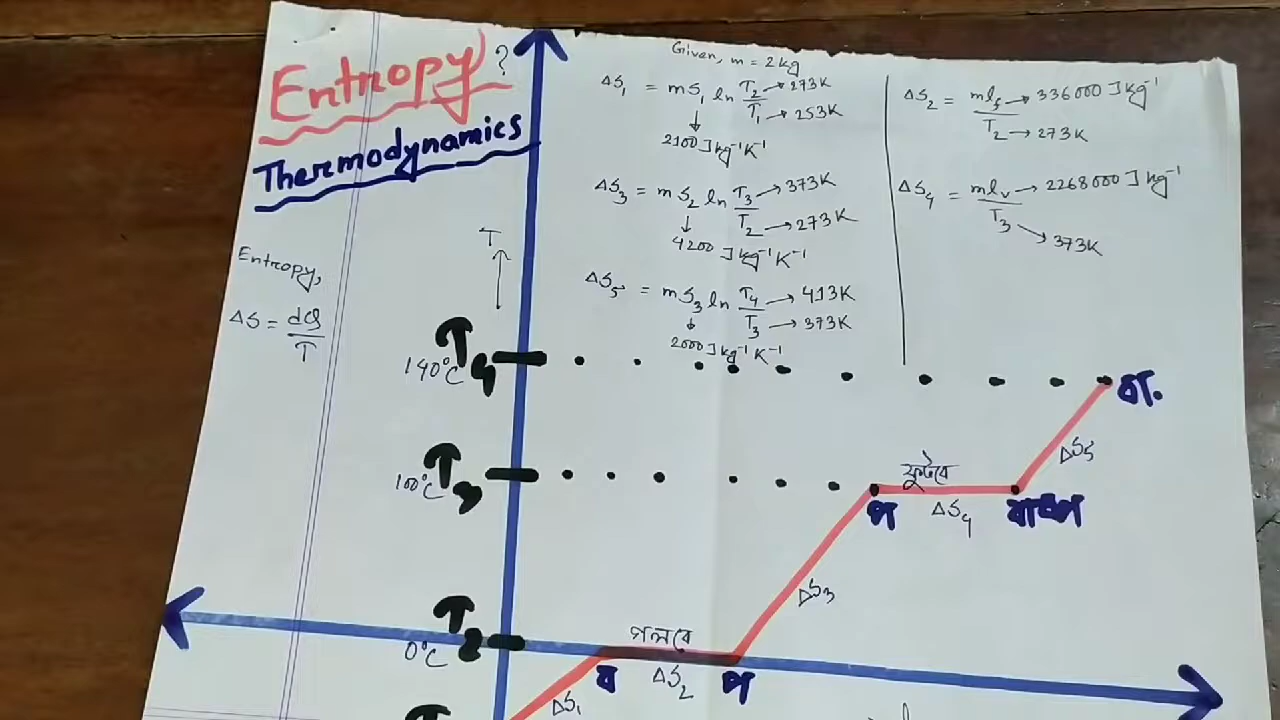 Entropy?
Thermodynamics
Entropy,
ΔS = dQ
T
Given, m = 2kg
ΔS₁ = mS₁ ln T₂ → 273K
T₁ → 253K
2100 J kg⁻¹ K⁻¹
ΔS₃ = mS₂ ln T₃ → 373K
T₂ → 273K
4200 J kg⁻¹ K⁻¹
ΔS₅ = mS₃ ln T₄ → 413K
T₃ → 373K
2000 J kg⁻¹ K⁻¹
ΔS₂ = ml_f → 336000 J kg⁻¹
T₂ → 273K
ΔS₄ = ml_v → 2268000 J kg⁻¹
T₃
373K
T
T₄
140°C
বা.
ΔS₅
T₃
100°C
ফুটবে
প
ΔS₄
বাষ্প
ΔS₃
T₂
0°C
গলবে
ব
ΔS₂
প
ΔS₁